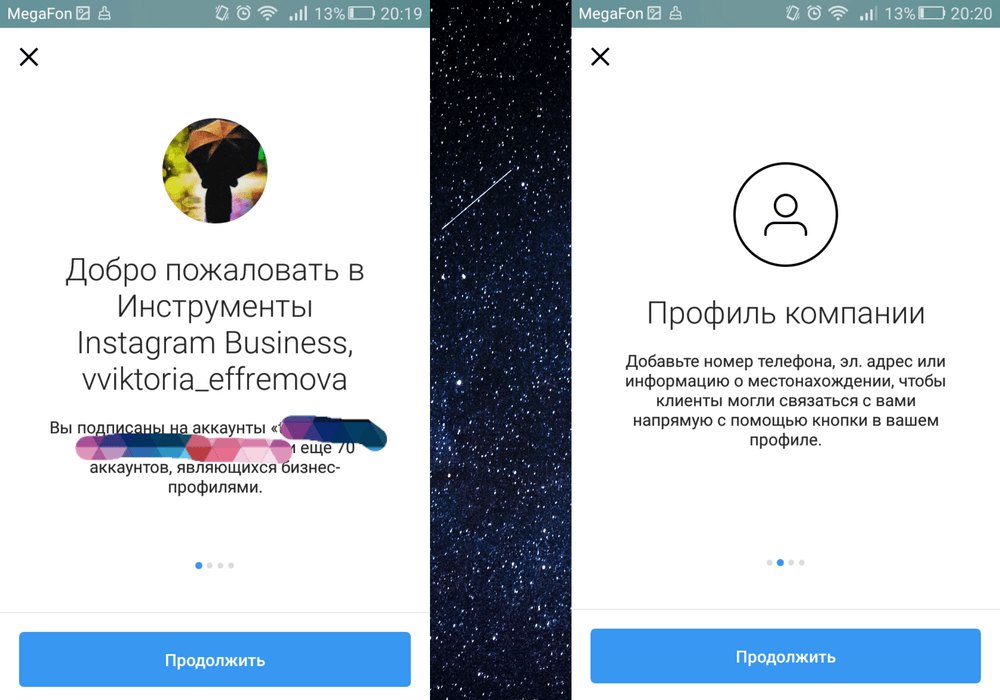 MegaFon 13% 20:19
Добро пожаловать в
Инструменты
Instagram Business,
vviktoria_effremova
Вы подписаны на аккаунты «
и еще 70
аккаунтов, являющихся бизнес-
профилями.
Продолжить
MegaFon 13% 20:20
Профиль компании
Добавьте номер телефона, эл. адрес или
информацию о местонахождении, чтобы
клиенты могли связаться с вами
напрямую с помощью кнопки в вашем
профиле.
Продолжить